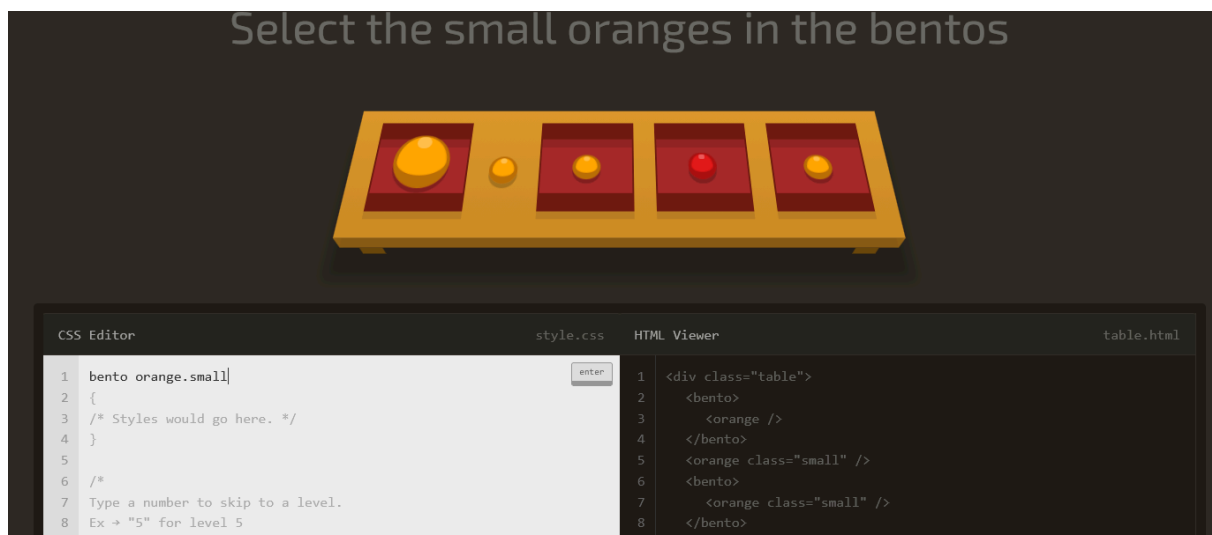 Select the small oranges in the bentos
CSS Editor style.css
HTML Viewer table.html
1 bento orange.small enter
2 {
3 /* Styles would go here. */
4 }
5
6 /*
7 Type a number to skip to a level.
8 Ex → "5" for level 5
1 <div class="table">
2 <bento>
3 <orange />
4 </bento>
5 <orange class="small" />
6 <bento>
7 <orange class="small" />
8 </bento>